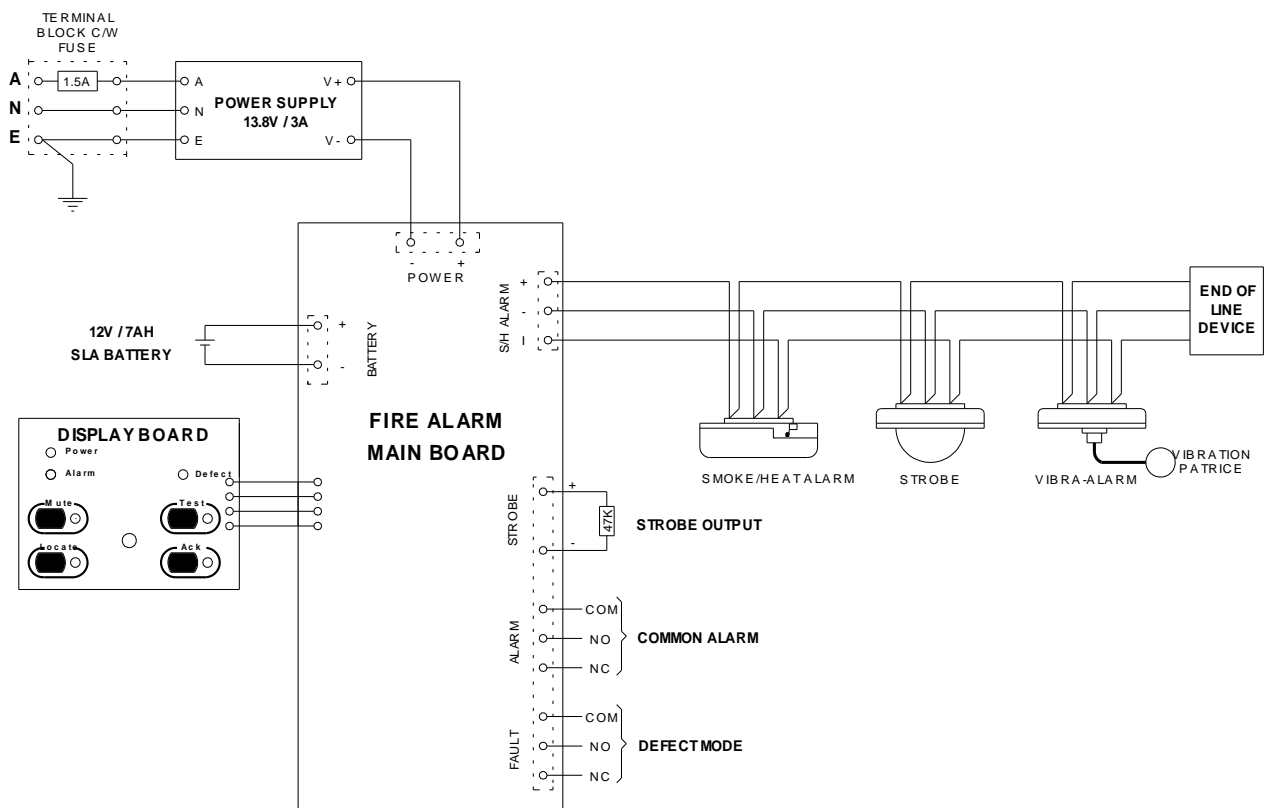 TERMINAL
BLOCK C/W
FUSE
A
1.5A
A
V+
N
N
POWER SUPPLY
13.8V / 3A
E
E
V-
- +
POWER
12V / 7AH
SLA BATTERY
+
-
BATTERY
S/H ALARM
+
-
I
END OF
LINE
DEVICE
FIRE ALARM
MAIN BOARD
SMOKE/HEAT ALARM
STROBE
VIBRA-ALARM
VIBRATION
PATRICE
DISPLAY BOARD
Power
Alarm
Defect
Mute
Test
Locate
Ack
STROBE
+
-
47K
STROBE OUTPUT
ALARM
COM
NO
NC
COMMON ALARM
FAULT
COM
NO
NC
DEFECT MODE